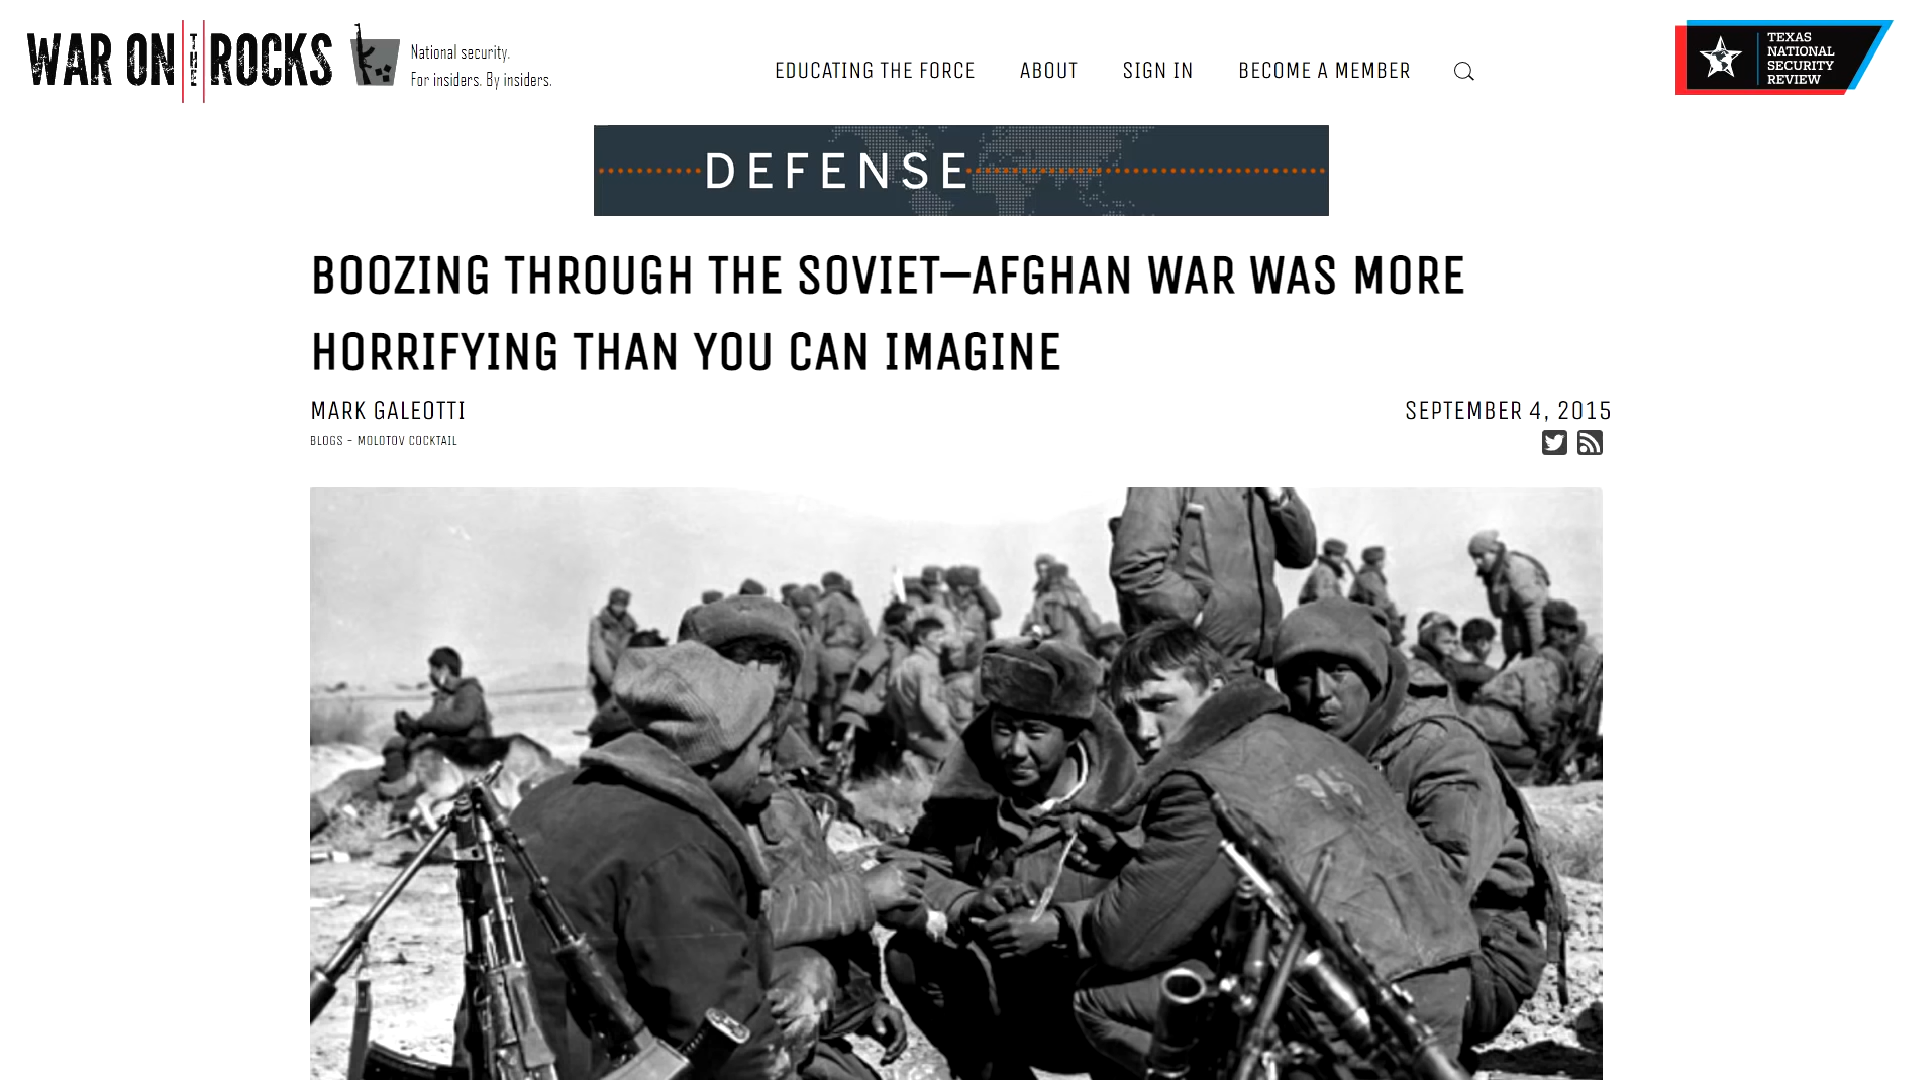 WAR ON THE ROCKS
National security.
For insiders. By insiders.
EDUCATING THE FORCE
ABOUT
SIGN IN
BECOME A MEMBER
TEXAS
NATIONAL
SECURITY
REVIEW
DEFENSE
BOOZING THROUGH THE SOVIET—AFGHAN WAR WAS MORE
HORRIFYING THAN YOU CAN IMAGINE
MARK GALEOTTI
SEPTEMBER 4, 2015
BLOGS - MOLOTOV COCKTAIL